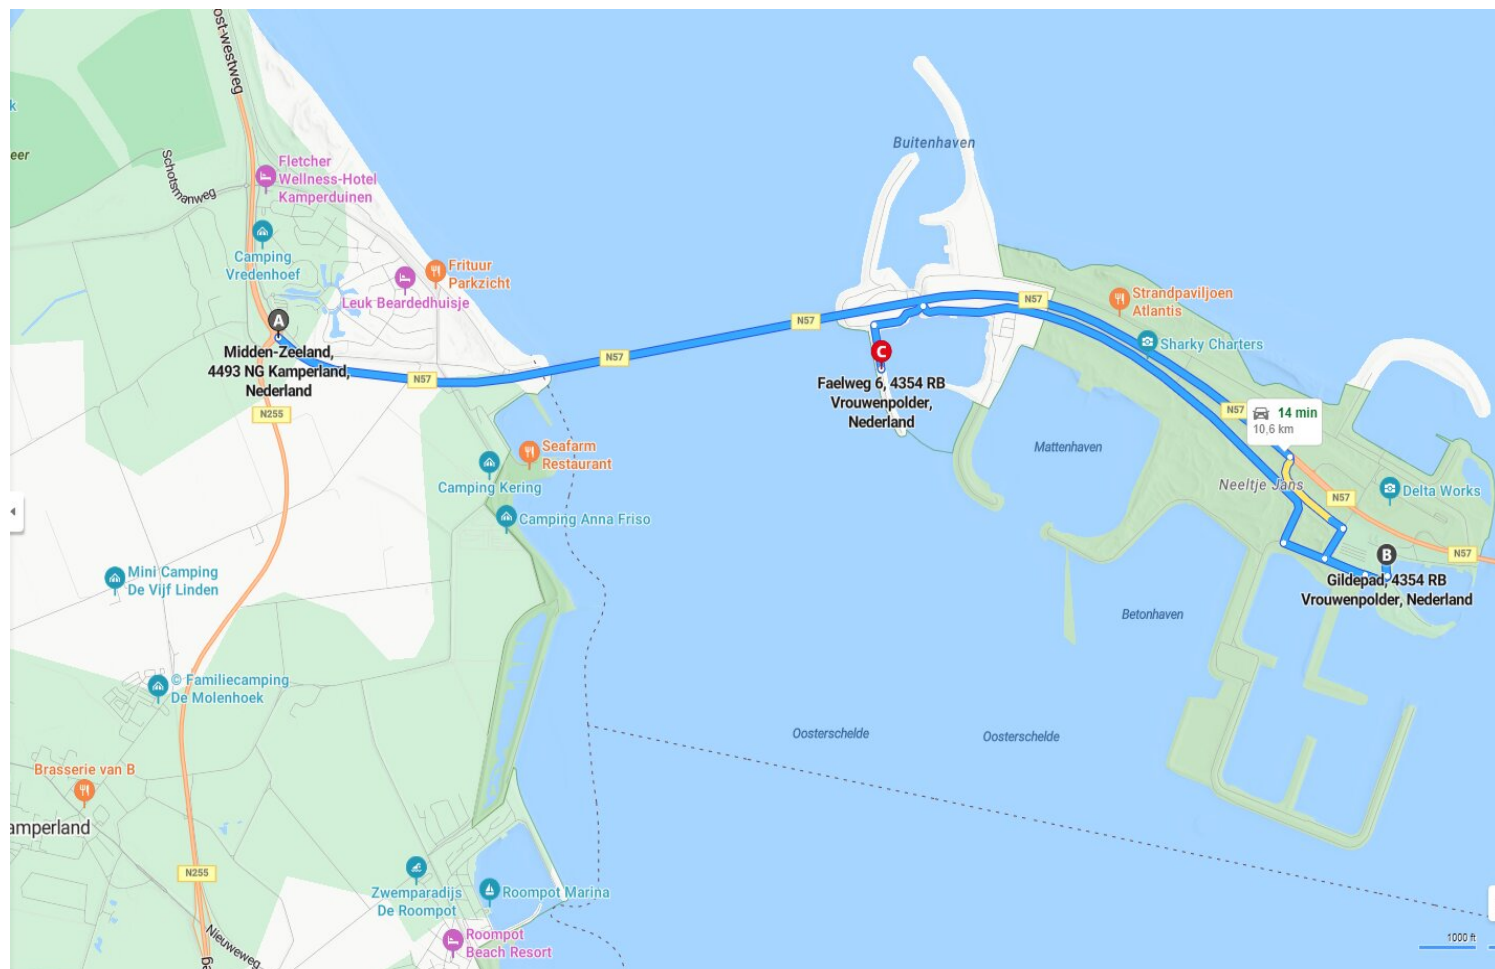 ost-westweg
k
eer
Schotsmanweg
Fletcher
Wellness-Hotel
Kamperduinen
Camping
Vredenhoef
Frituur
Parkzicht
Leuk Beardedhuisje
Buitenhaven
A
Midden-Zeeland,
4493 NG Kamperland,
Nederland
N57
N57
N57
N57
N255
C
Faelweg 6, 4354 RB
Vrouwenpolder,
Nederland
Strandpaviljoen
Atlantis
Sharky Charters
N57
14 min
10,6 km
Mattenhaven
Neeltje Jans
N57
Delta Works
N57
Seafarm
Restaurant
Camping Kering
Camping Anna Friso
B
Gildepad, 4354 RB
Vrouwenpolder, Nederland
Mini Camping
De Vijf Linden
Betonhaven
© Familiecamping
De Molenhoek
Oosterschelde
Oosterschelde
Brasserie van B
amperland
N255
Zwemparadijs
De Roompot
Roompot Marina
Nieuweweg
Roompot
Beach Resort
1000 ft